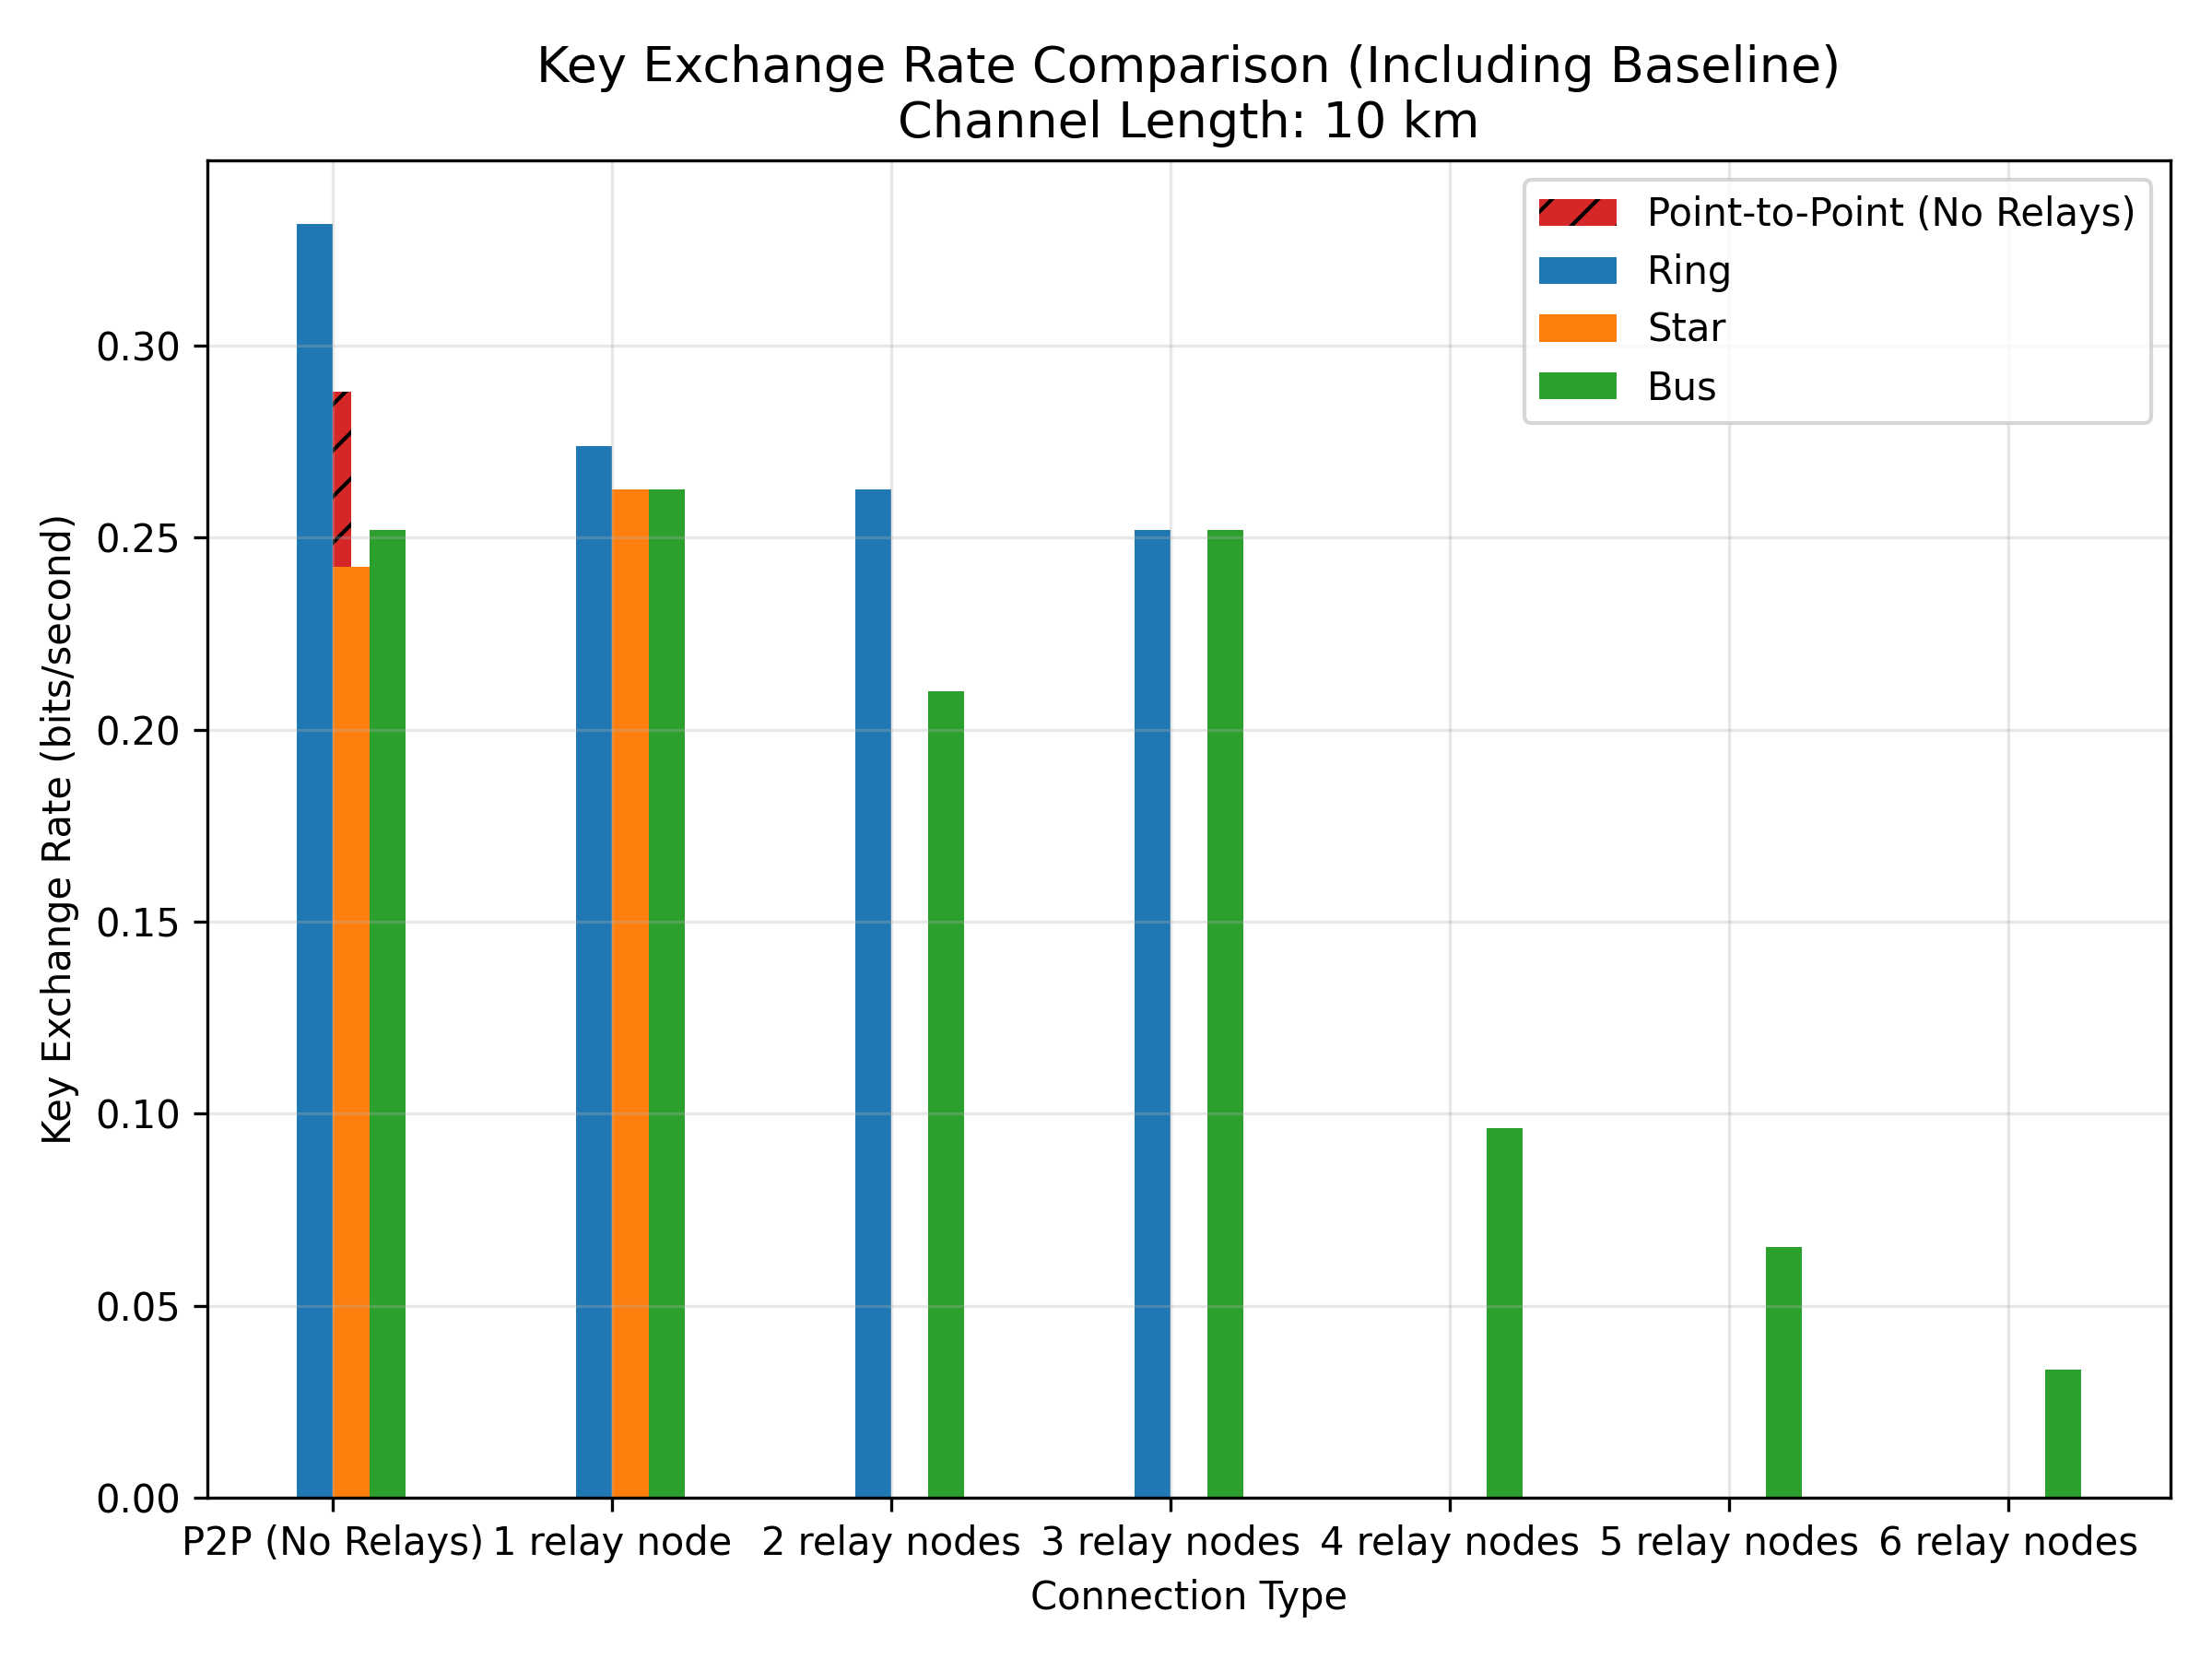 Key Exchange Rate Comparison (Including Baseline)
Channel Length: 10 km
Point-to-Point (No Relays)
Ring
Star
Bus
Key Exchange Rate (bits/second)
0.30
0.25
0.20
0.15
0.10
0.05
0.00
P2P (No Relays)
1 relay node
2 relay nodes
3 relay nodes
4 relay nodes
5 relay nodes
6 relay nodes
Connection Type